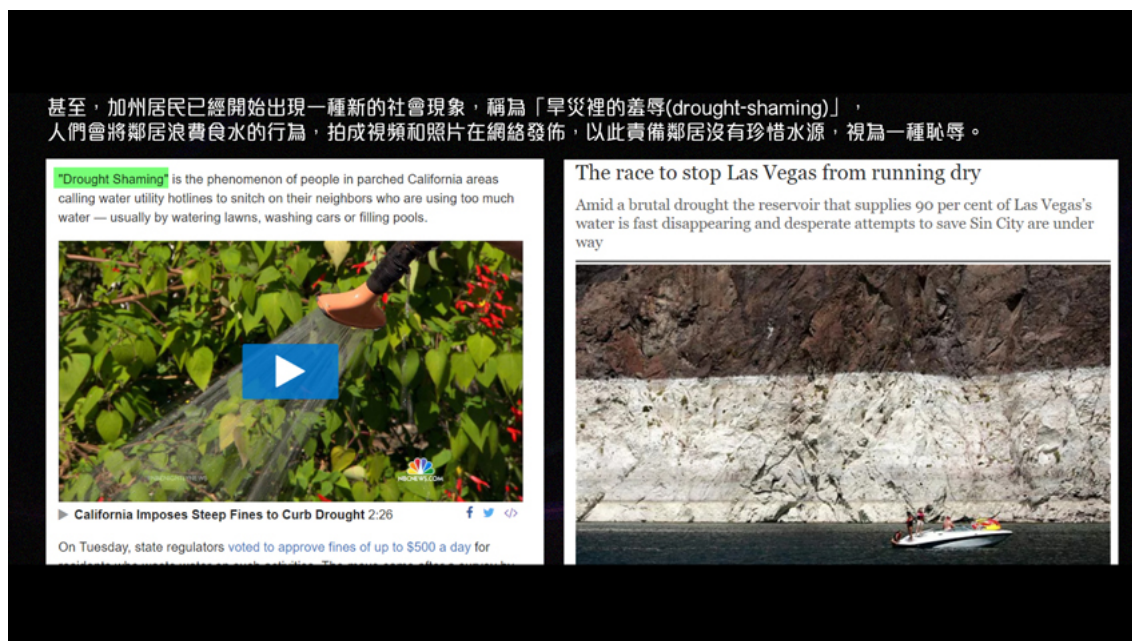 甚至，加州居民已經開始出現一種新的社會現象，稱為「旱災裡的羞辱(drought-shaming)」，
人們會將鄰居浪費食水的行為，拍成視頻和照片在網絡發佈，以此責備鄰居沒有珍惜水源，視為一種恥辱。
"Drought Shaming" is the phenomenon of people in parched California areas
calling water utility hotlines to snitch on their neighbors who are using too much
water — usually by watering lawns, washing cars or filling pools.
NBCNEWS.COM
California Imposes Steep Fines to Curb Drought 2:26
On Tuesday, state regulators voted to approve fines of up to $500 a day for
The race to stop Las Vegas from running dry
Amid a brutal drought the reservoir that supplies 90 per cent of Las Vegas's
water is fast disappearing and desperate attempts to save Sin City are under
way